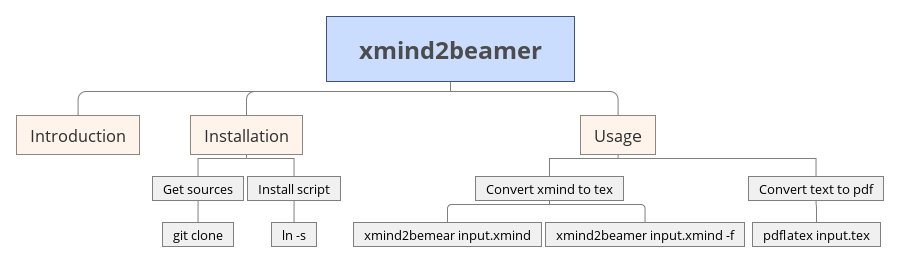 xmind2beamer
Introduction
Installation
Usage
Get sources
Install script
Convert xmind to tex
Convert text to pdf
git clone
ln -s
xmind2bemear input.xmind
xmind2beamer input.xmind -f
pdflatex input.tex